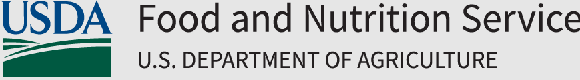 USDA
Food and Nutrition Service
U.S. DEPARTMENT OF AGRICULTURE